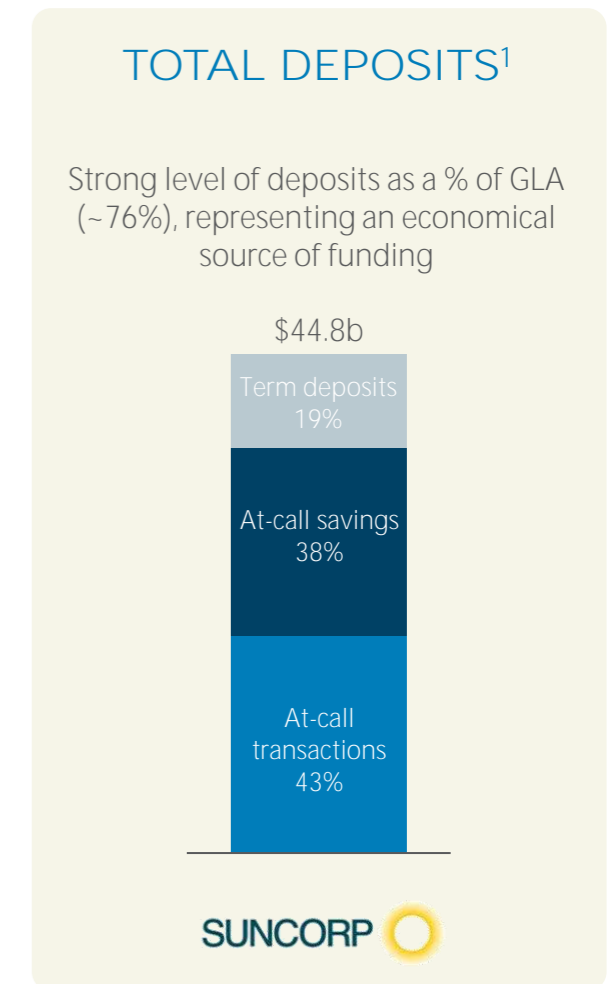 TOTAL DEPOSITS¹
Strong level of deposits as a % of GLA
(~76%), representing an economical
source of funding
$44.8b
Term deposits
19%
At-call savings
38%
At-call
transactions
43%
SUNCORP